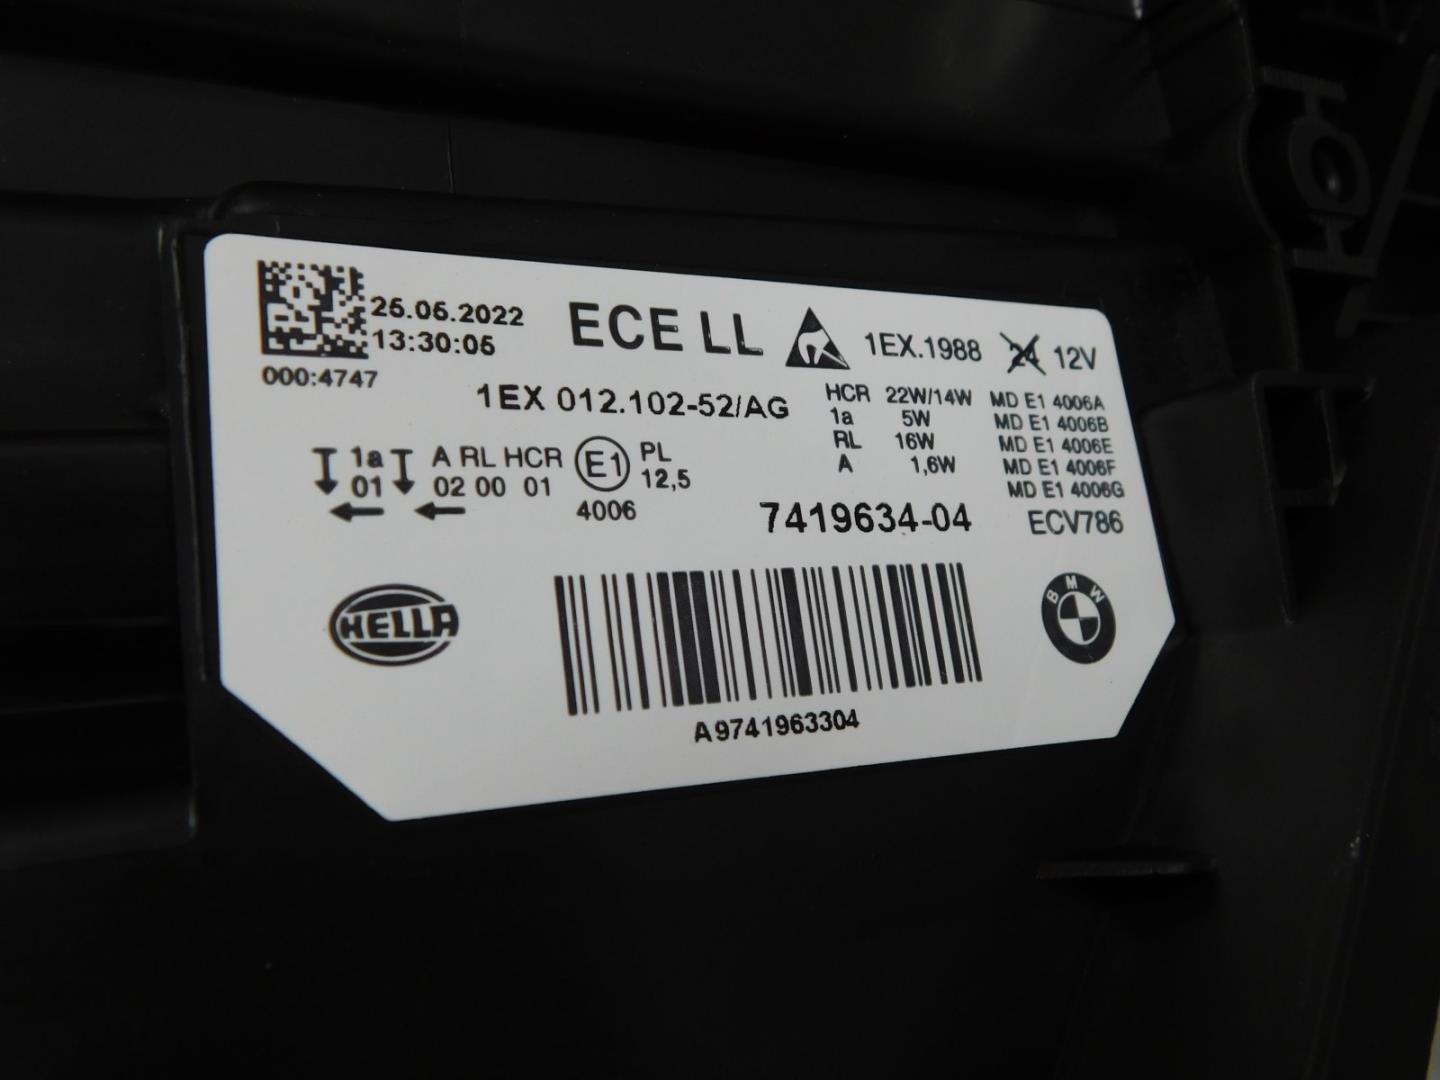 25.05.2022
13:30:05
000:4747
ECE LL
1EX.1988 24 12V
1EX 012.102-52/AG
HCR 22W/14W
1a 5W
RL 16W
A 1,6W
MD E1 4006A
MD E1 4006B
MD E1 4006E
MD E1 4006F
MD E1 4006G
1a A RL HCR
01 02 00 01
E1
4006
PL
12,5
7419634-04
ECV786
HELLA
BMW
A9741963304